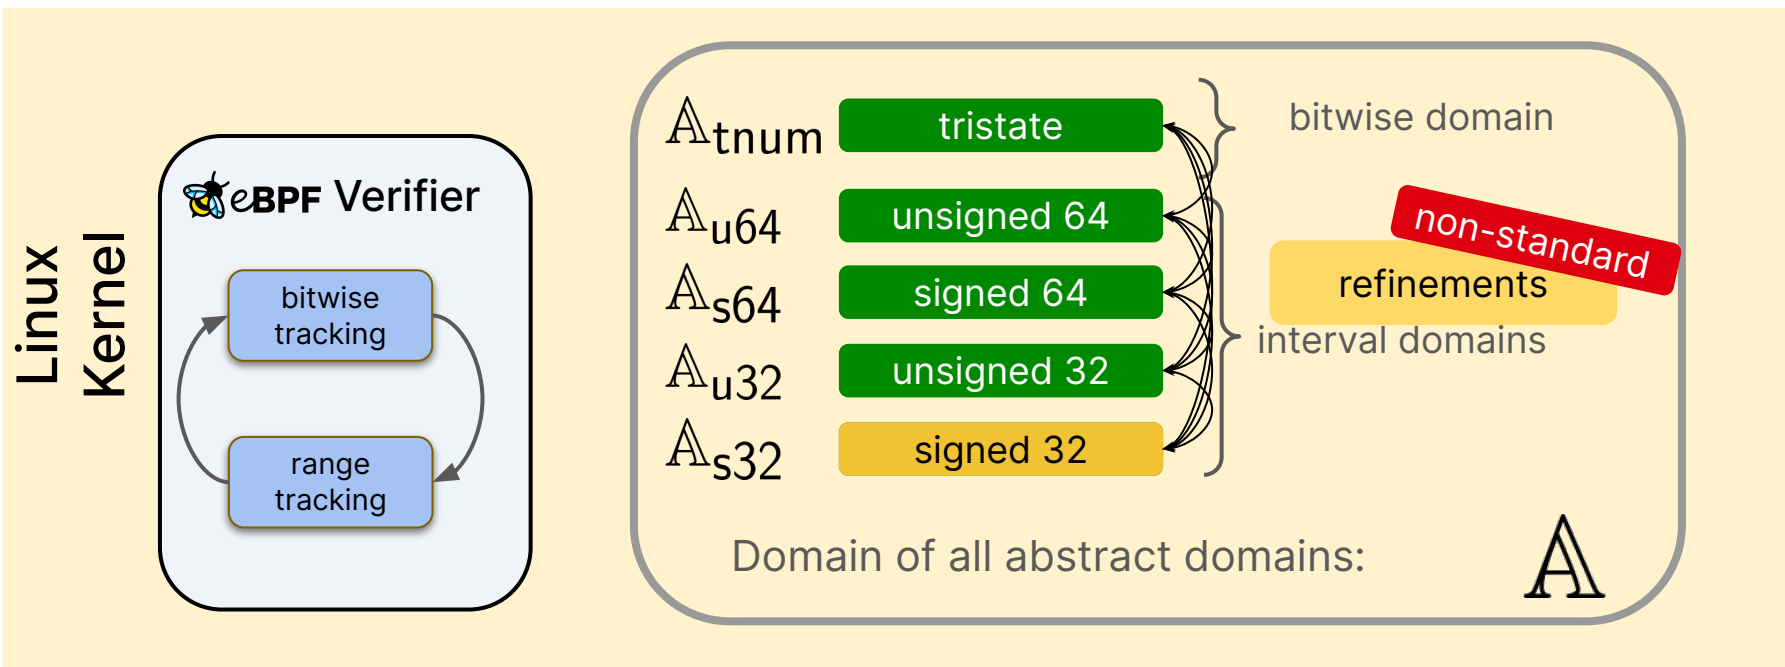 Linux
Kernel
eBPF Verifier
bitwise
tracking
range
tracking
𝔸tnum
tristate
bitwise domain
𝔸u64
unsigned 64
non-standard
𝔸s64
signed 64
refinements
interval domains
𝔸u32
unsigned 32
𝔸s32
signed 32
Domain of all abstract domains: 𝔸